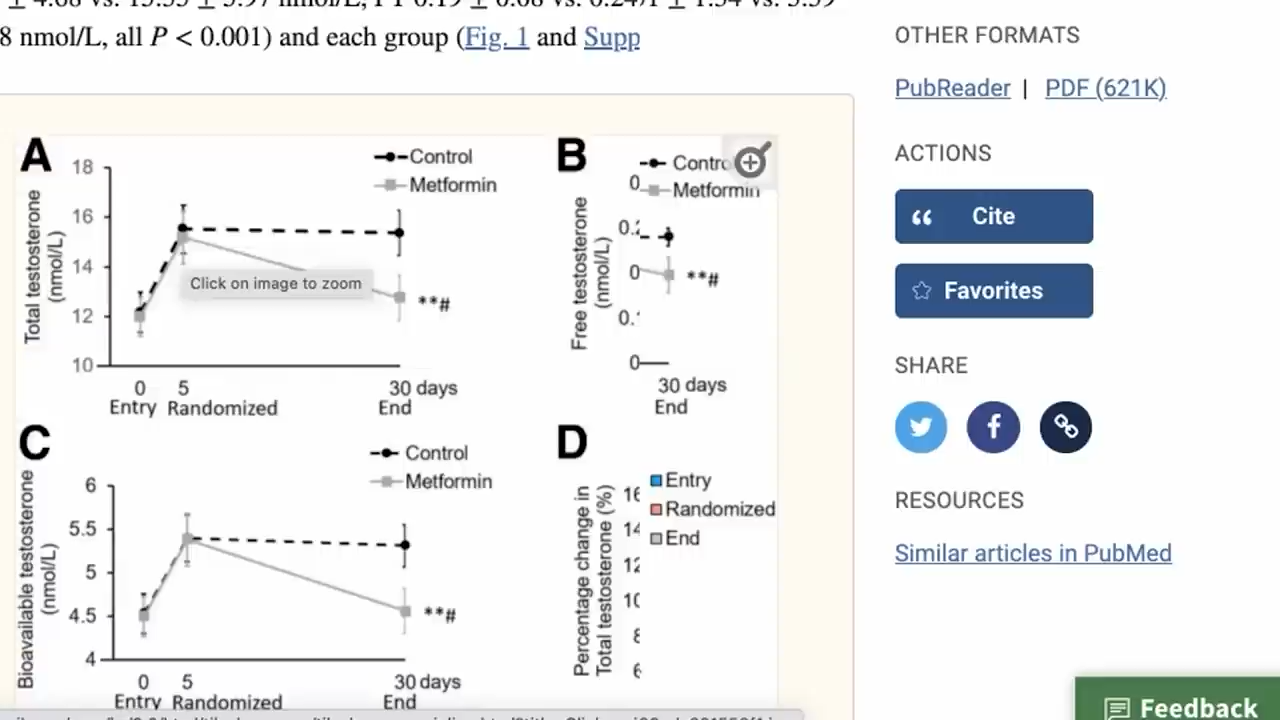 8 nmol/L, all P < 0.001) and each group (Fig. 1 and Supp
A
Control
Metformin
Total testosterone
(nmol/L)
18
16
14
12
10
Click on image to zoom
**#
0 5 30 days
Entry Randomized End
B
Metformin
Free testosterone
(nmol/L)
**#
30 days
End
C
Control
Metformin
Bioavailable testosterone
(nmol/L)
6
5.5
5
4.5
4
**#
0 5 30 days
Entry Randomized End
D
Entry
Randomized
End
Percentage change in
Total testosterone (%)
16
14
12
10
8
6
OTHER FORMATS
PubReader | PDF (621K)
ACTIONS
Cite
Favorites
SHARE
RESOURCES
Similar articles in PubMed
Feedback